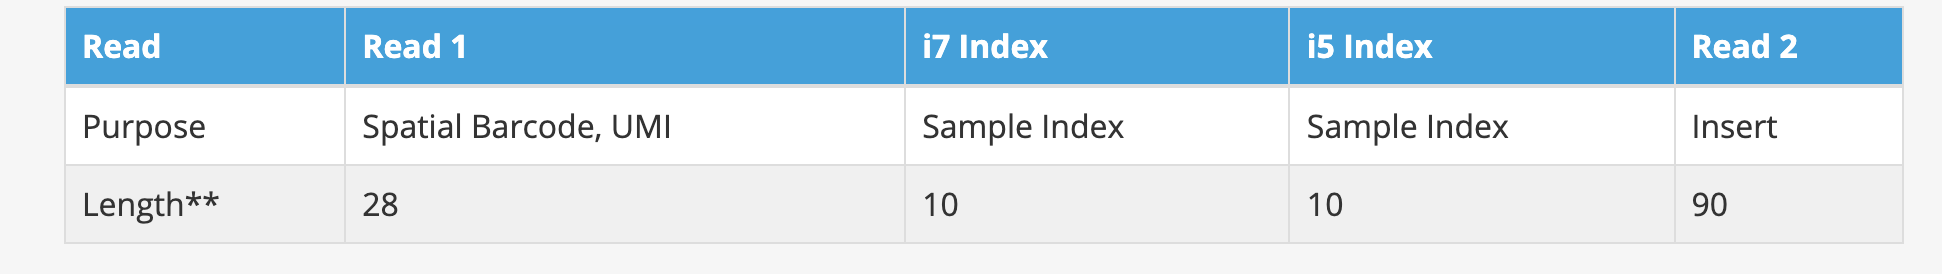 Read Read 1 i7 Index i5 Index Read 2
Purpose Spatial Barcode, UMI Sample Index Sample Index Insert
Length** 28 10 10 90